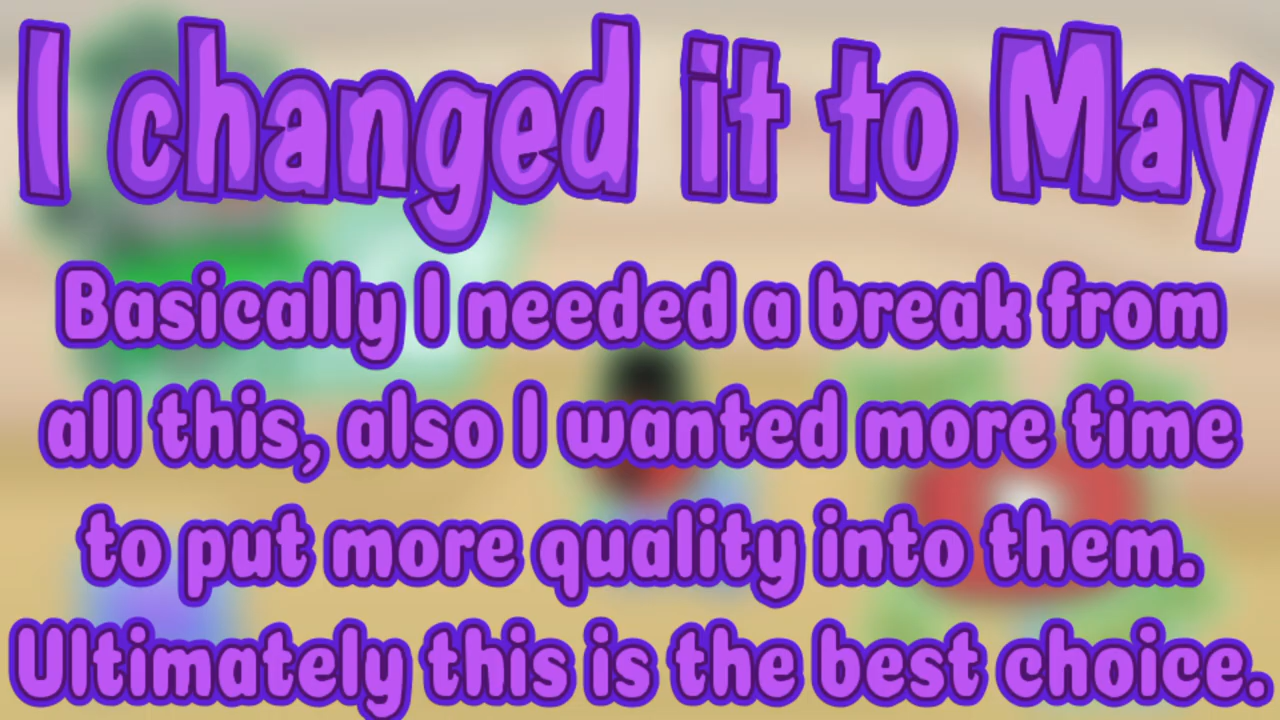 I changed it to May
Basically I needed a break from
all this, also I wanted more time
to put more quality into them.
Ultimately this is the best choice.